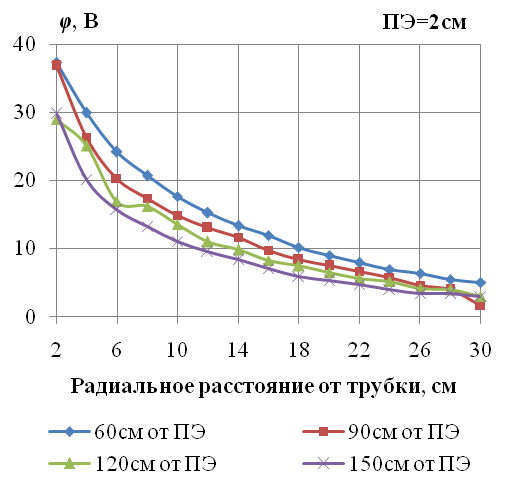 φ, В ПЭ=2см
40
30
20
10
0
2 6 10 14 18 22 26 30
Радиальное расстояние от трубки, см
60см от ПЭ 90см от ПЭ
120см от ПЭ 150см от ПЭ